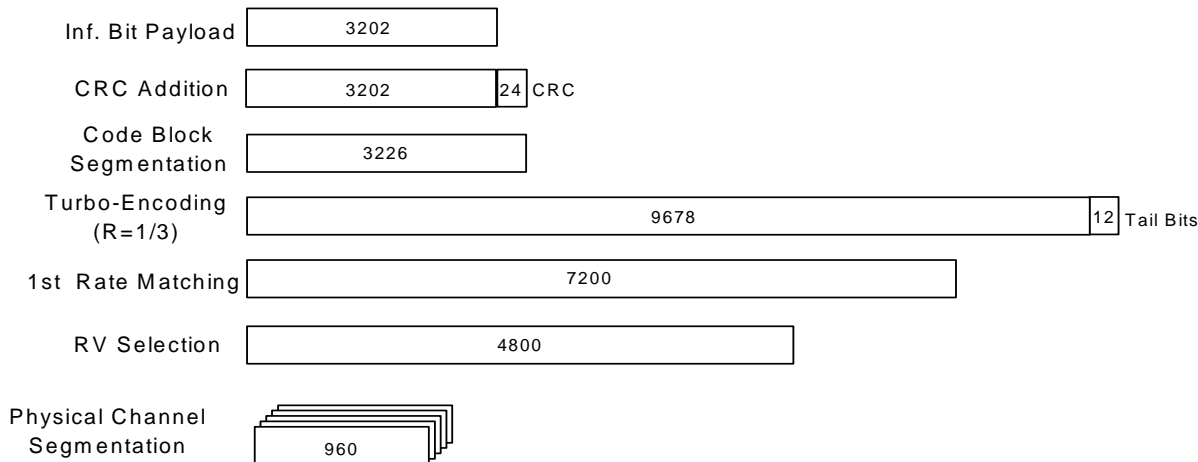 Inf. Bit Payload 3202
CRC Addition 3202 24 CRC
Code Block
Segmentation 3226
Turbo-Encoding
(R=1/3) 9678 12 Tail Bits
1st Rate Matching 7200
RV Selection 4800
Physical Channel
Segmentation 960